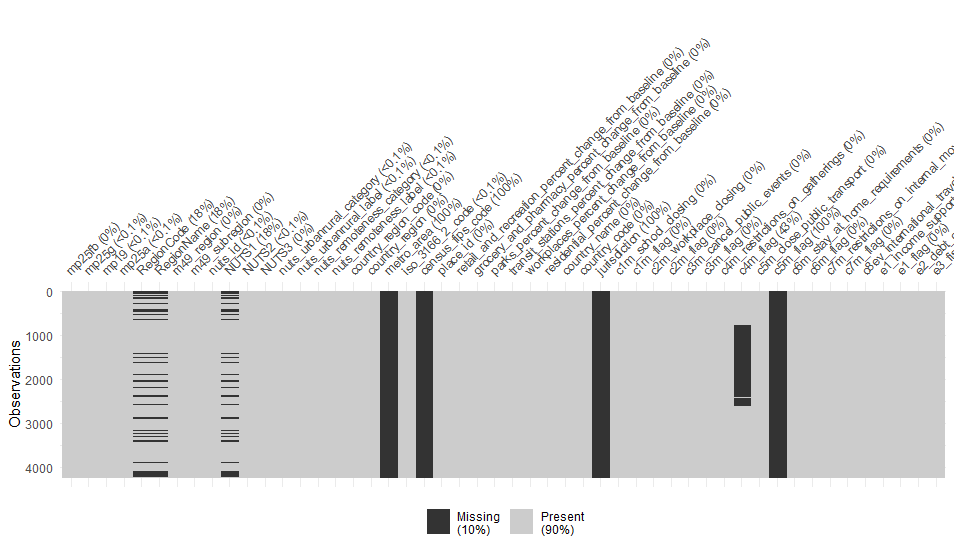 mp25fb (0%)
mp25g (<0.1%)
mp19 (<0.1%)
mp25a (<0.1%)
RegionCode (18%)
RegionName (18%)
m49_region (0%)
m49_subregion (0%)
nuts_id (<0.1%)
NUTS1 (18%)
NUTS2 (<0.1%)
NUTS3 (0%)
nuts_urbanrural_category (<0.1%)
nuts_urbanrural_label (<0.1%)
nuts_remoteness_category (<0.1%)
nuts_remoteness_label (<0.1%)
country_region_code (0%)
country_region (0%)
metro_area (100%)
iso_3166_2_code (<0.1%)
census_fips_code (100%)
place_id (0%)
retail_and_recreation_percent_change_from_baseline (0%)
grocery_and_pharmacy_percent_change_from_baseline (0%)
parks_percent_change_from_baseline (0%)
transit_stations_percent_change_from_baseline (0%)
workplaces_percent_change_from_baseline (0%)
residential_percent_change_from_baseline (0%)
country_name (0%)
country_code (0%)
jurisdiction (100%)
c1m_school_closing (0%)
c1m_flag (0%)
c2m_workplace_closing (0%)
c2m_flag (0%)
c3m_cancel_public_events (0%)
c3m_flag (0%)
c4m_restrictions_on_gatherings (0%)
c4m_flag (43%)
c5m_close_public_transport (0%)
c5m_flag (100%)
c6m_stay_at_home_requirements (0%)
c6m_flag (0%)
c7m_restrictions_on_internal_mo
c7m_flag (0%)
c8ev_international_trave
e1_income_support
e1_flag (0%)
e2_debt_c
e3_fis
Observations
0
1000
2000
3000
4000
Missing
(10%)
Present
(90%)